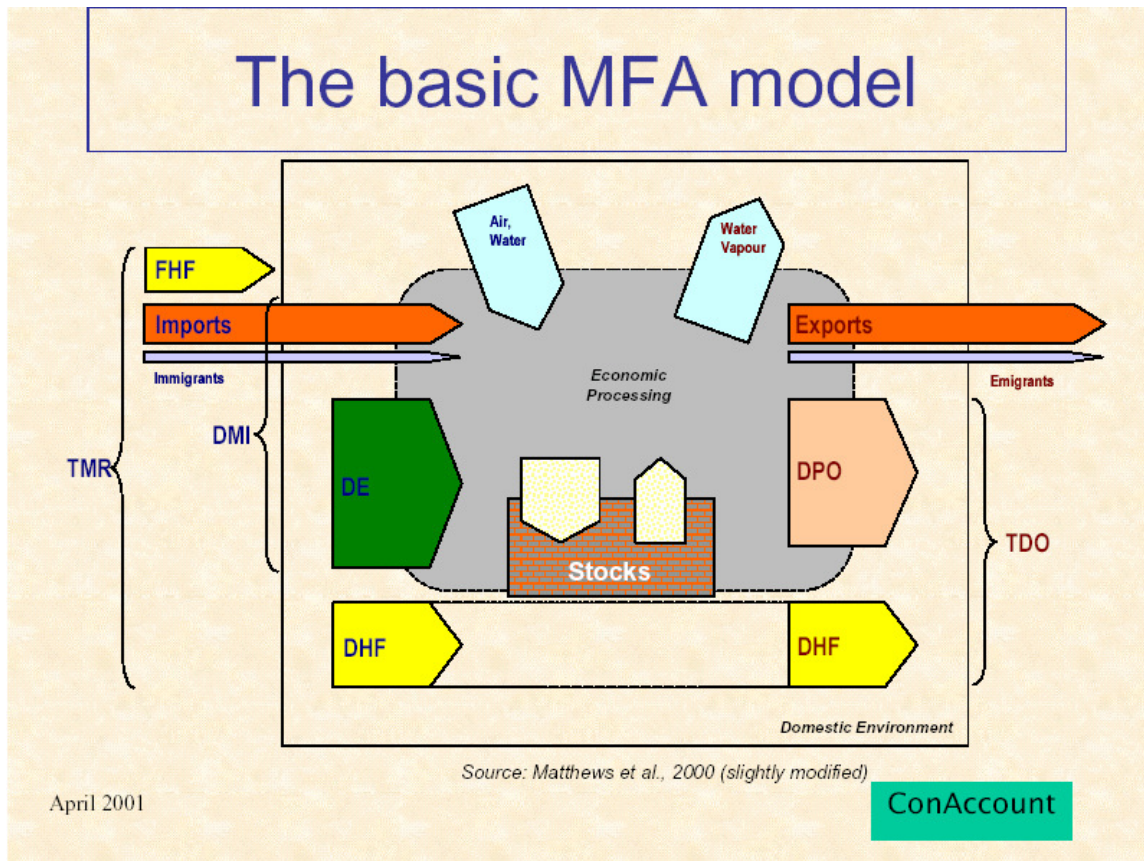 The basic MFA model
Air,
Water
Water
Vapour
FHF
Imports
Exports
Immigrants
Economic
Processing
Emigrants
DMI
TMR
DE
DPO
TDO
Stocks
DHF
DHF
Domestic Environment
Source: Matthews et al., 2000 (slightly modified)
April 2001
ConAccount